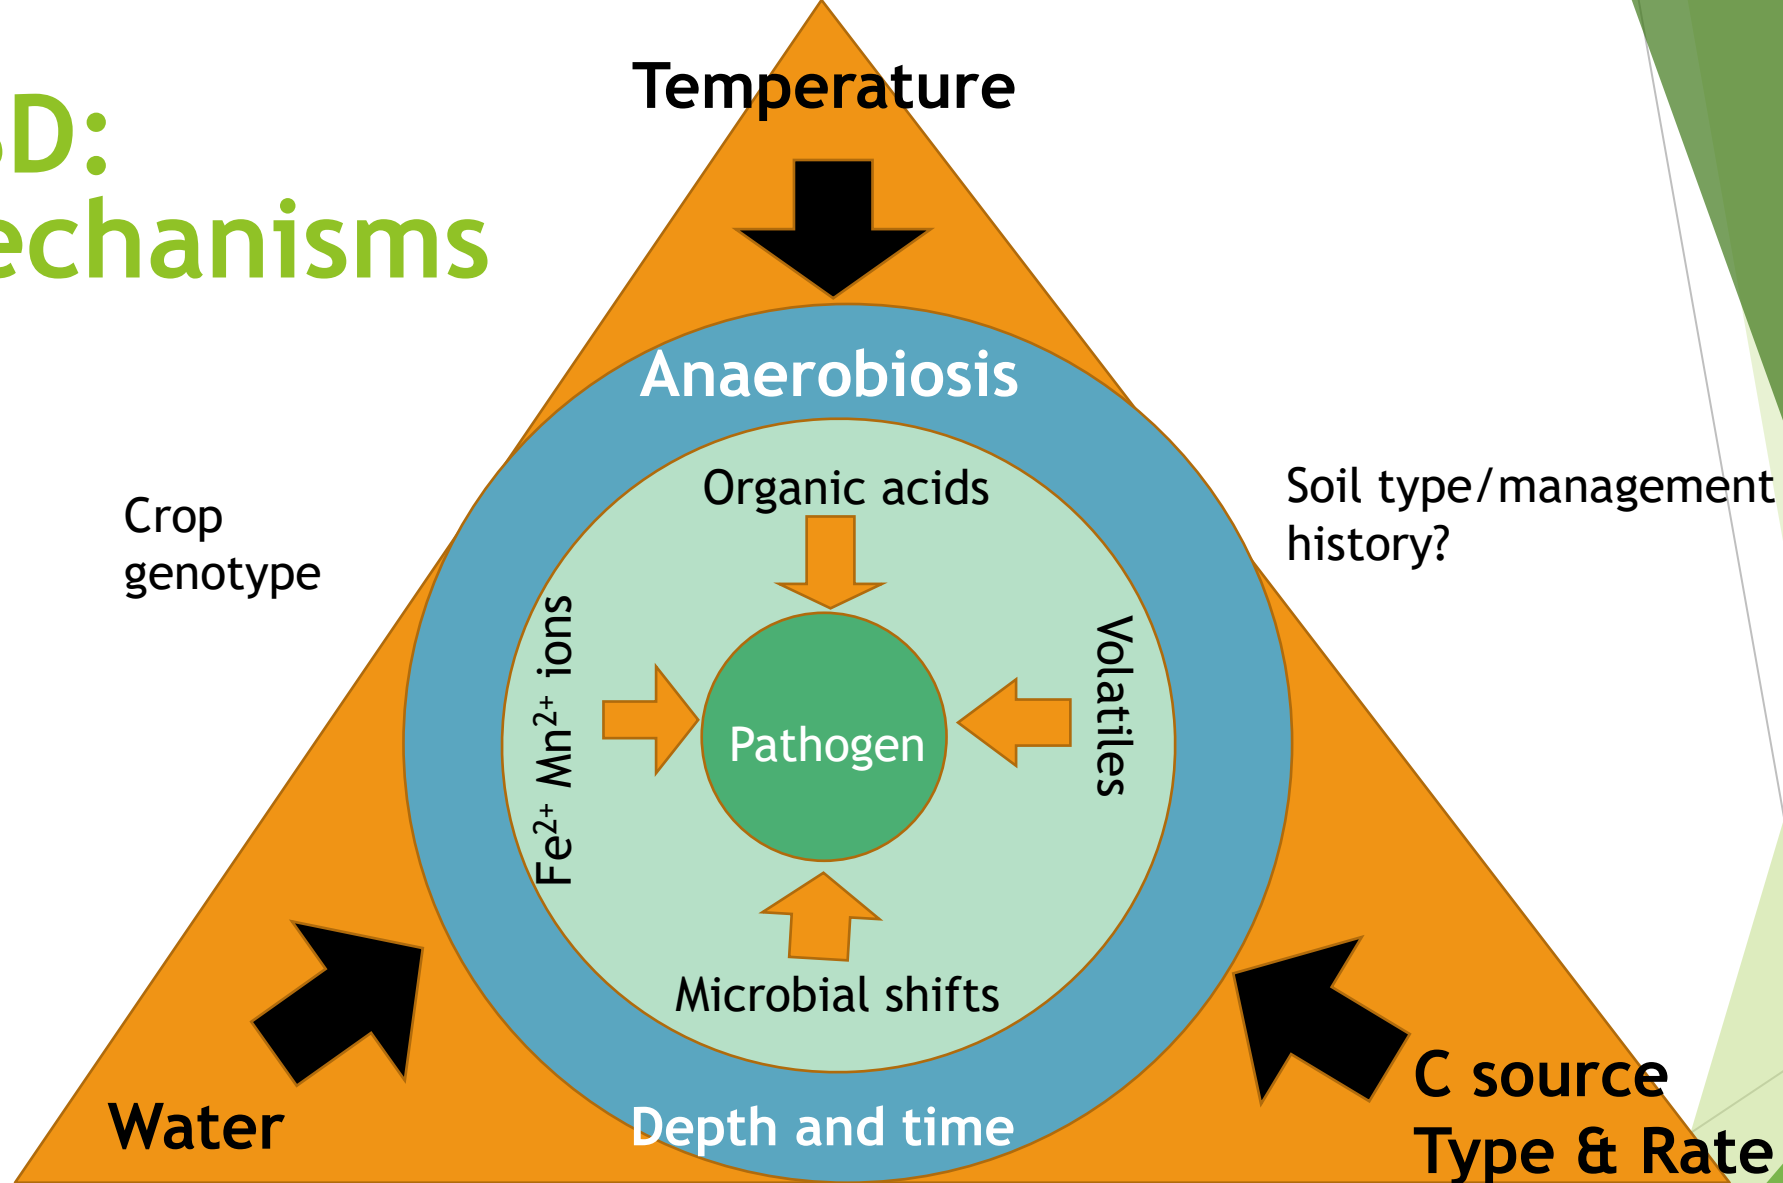 D:
echanisms
Temperature
Anaerobiosis
Organic acids
Crop
genotype
Soil type/management
history?
Fe²⁺ Mn²⁺ ions
Volatiles
Pathogen
Microbial shifts
Depth and time
Water
C source
Type & Rate